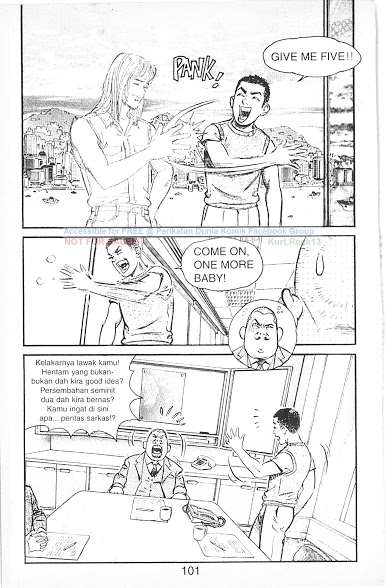 PANK!
GIVE ME FIVE!!
Accessible for FREE @ Perikatan Dunia Komik Facebook Group
NOT FOR SALE!! Kurt.Rock13
COME ON,
ONE MORE
BABY!
Kelakarnya lawak kamu!
Hentam yang bukan-
bukan dah kira good idea?
Persembahan seminit
dua dah kira bernas?
Kamu ingat di sini
apa... pentas sarkas!?
101